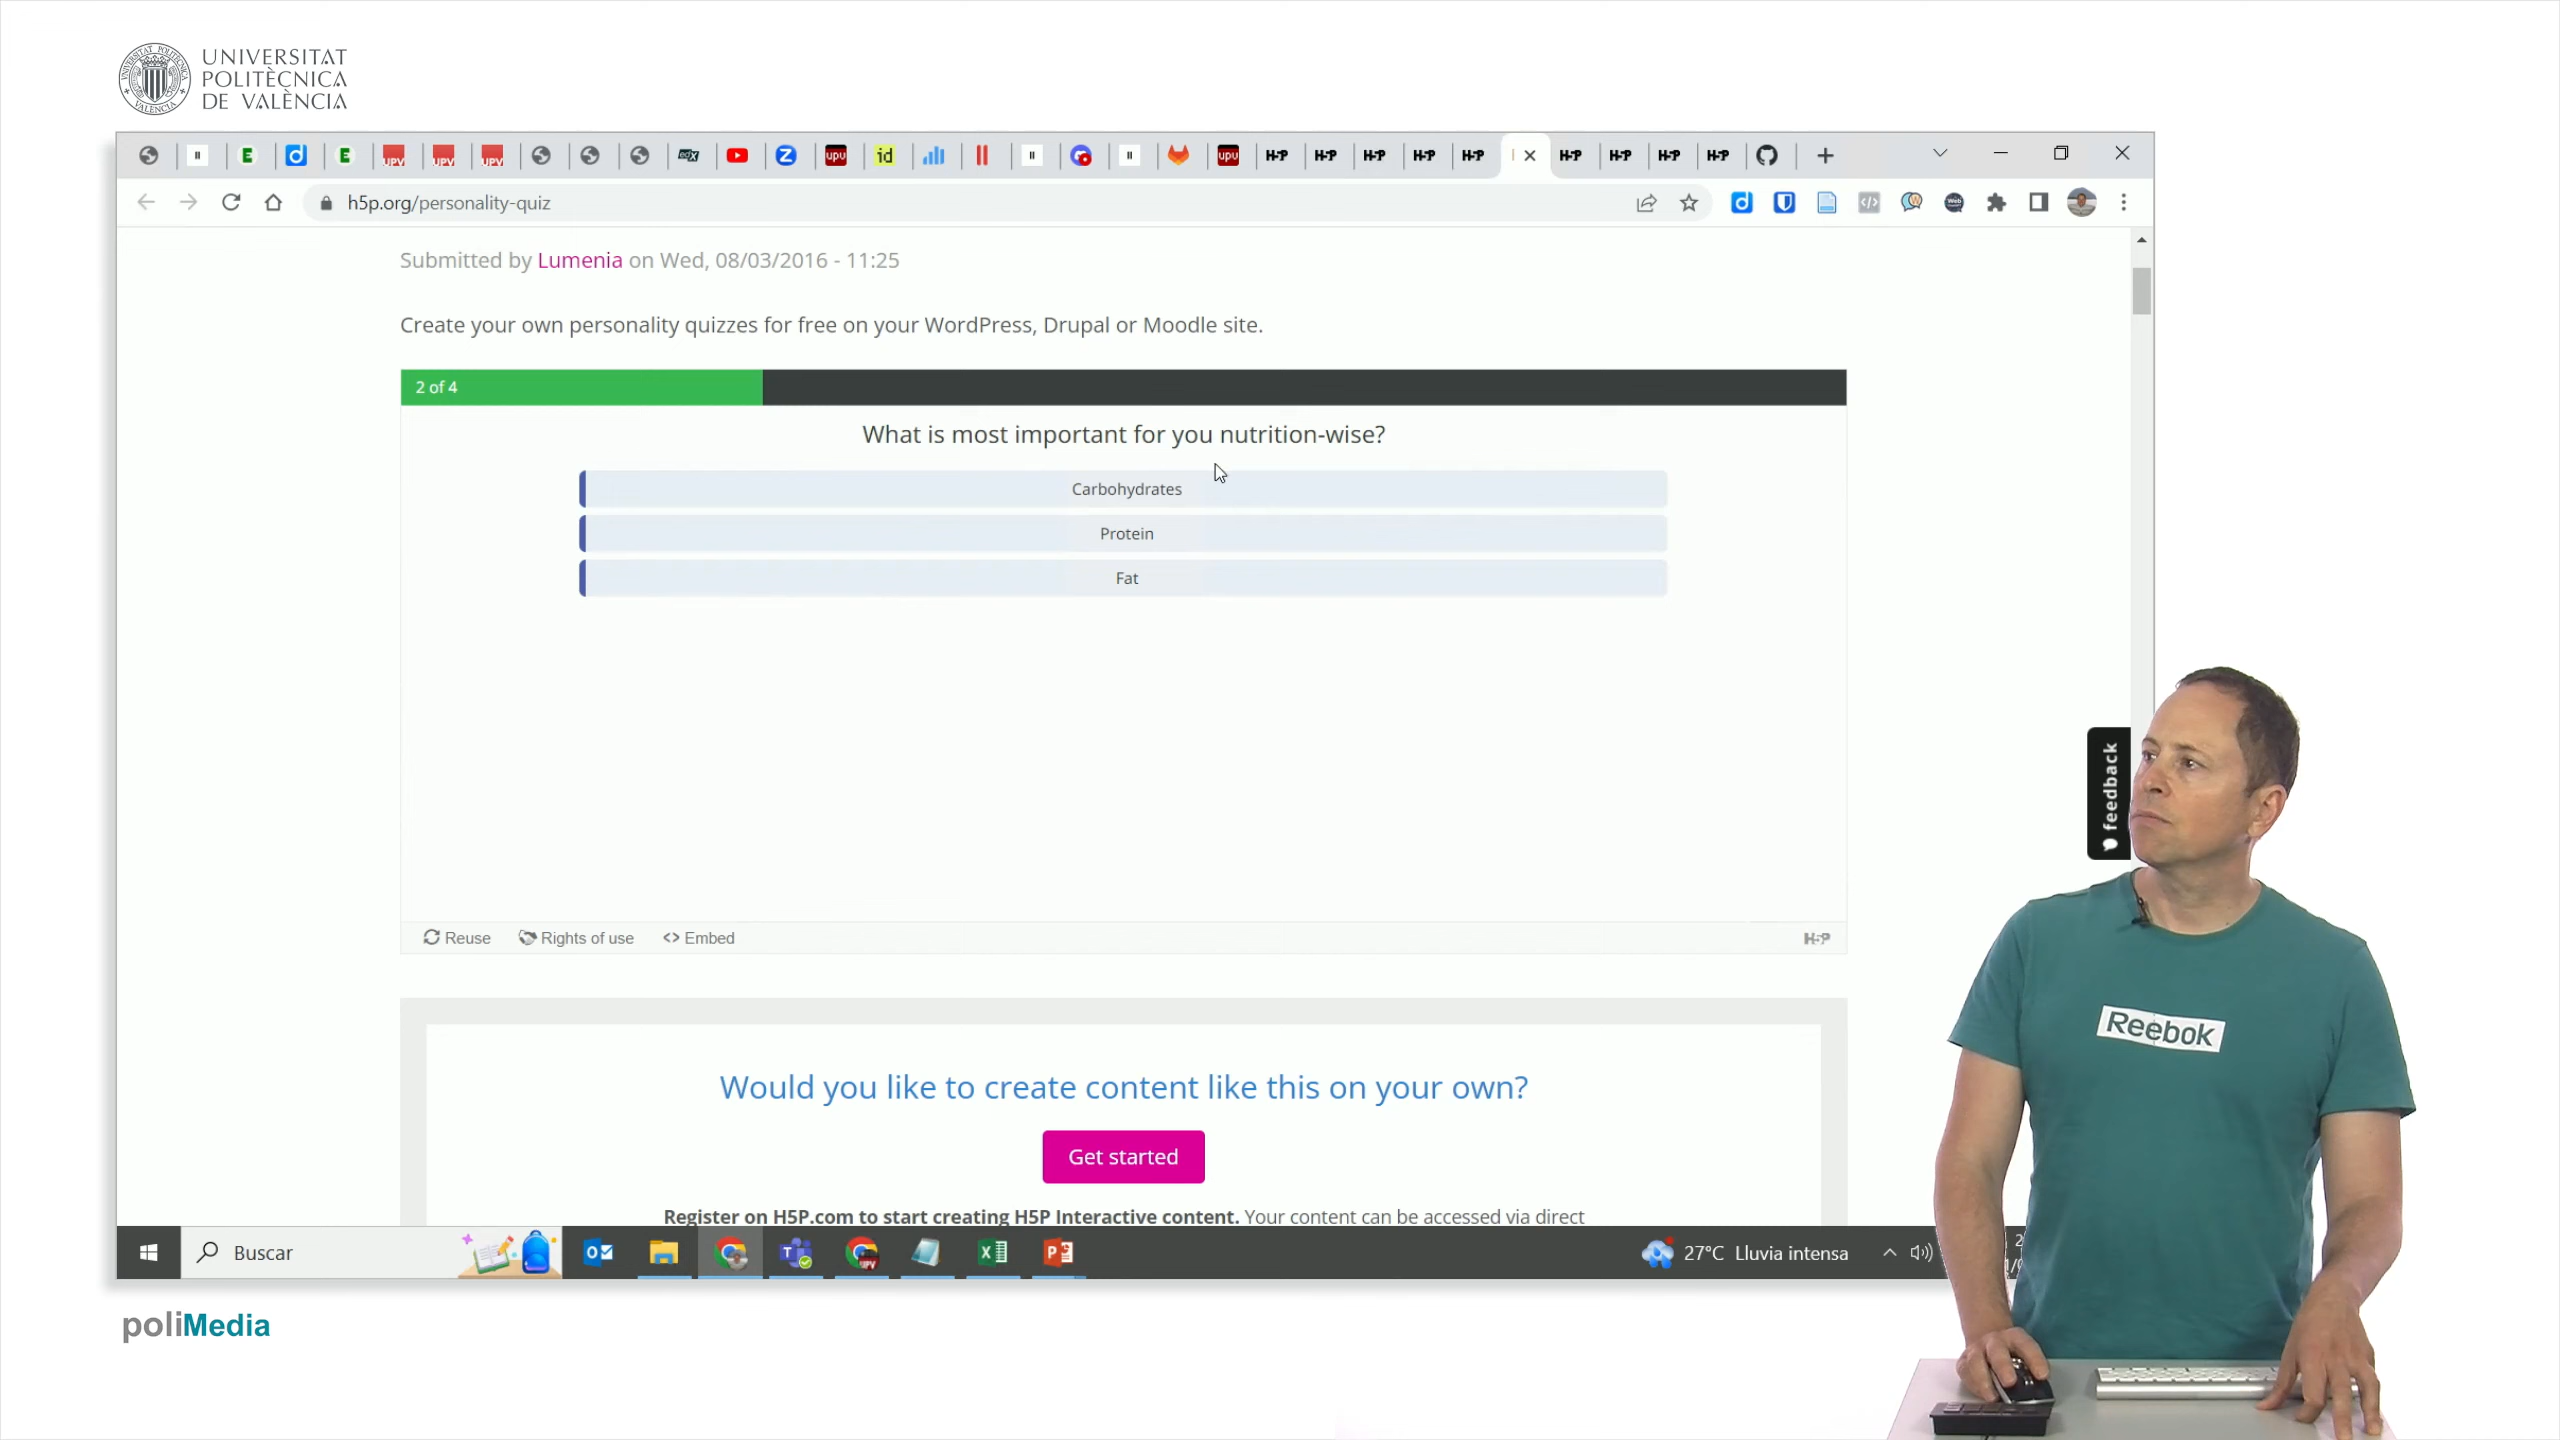 UNIVERSITAT
POLITÈCNICA
DE VALÈNCIA
h5p.org/personality-quiz
Submitted by Lumenia on Wed, 08/03/2016 - 11:25
Create your own personality quizzes for free on your WordPress, Drupal or Moodle site.
2 of 4
What is most important for you nutrition-wise?
Carbohydrates
Protein
Fat
feedback
Reuse
Rights of use
<> Embed
H5P
Reebok
Would you like to create content like this on your own?
Get started
Register on H5P.com to start creating H5P Interactive content. Your content can be accessed via direct
Buscar
27°C Lluvia intensa
poliMedia